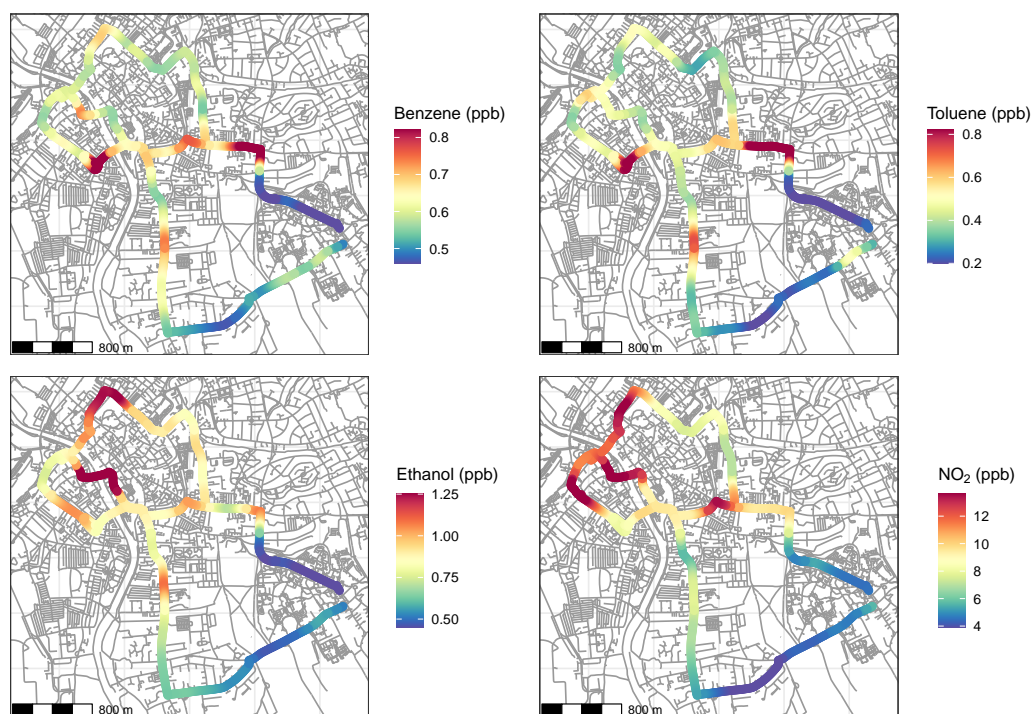 Benzene (ppb)
0.8
0.7
0.6
0.5
800 m
Toluene (ppb)
0.8
0.6
0.4
0.2
800 m
Ethanol (ppb)
1.25
1.00
0.75
0.50
800 m
NO₂ (ppb)
12
10
8
6
4
800 m